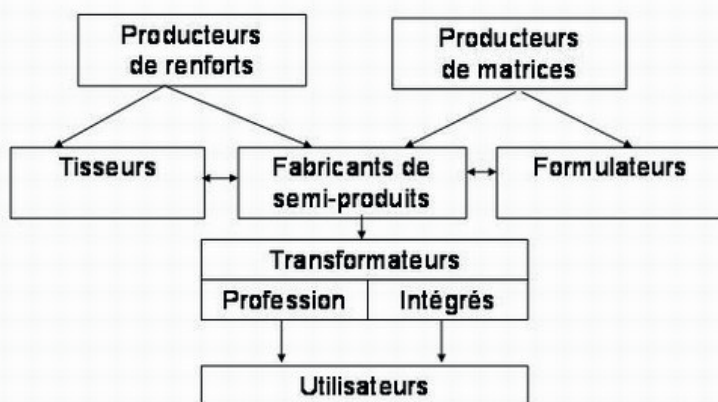 Producteurs
de renforts
Producteurs
de matrices
Tisseurs
Fabricants de
semi-produits
Formulateurs
Transformateurs
Profession
Intégrés
Utilisateurs